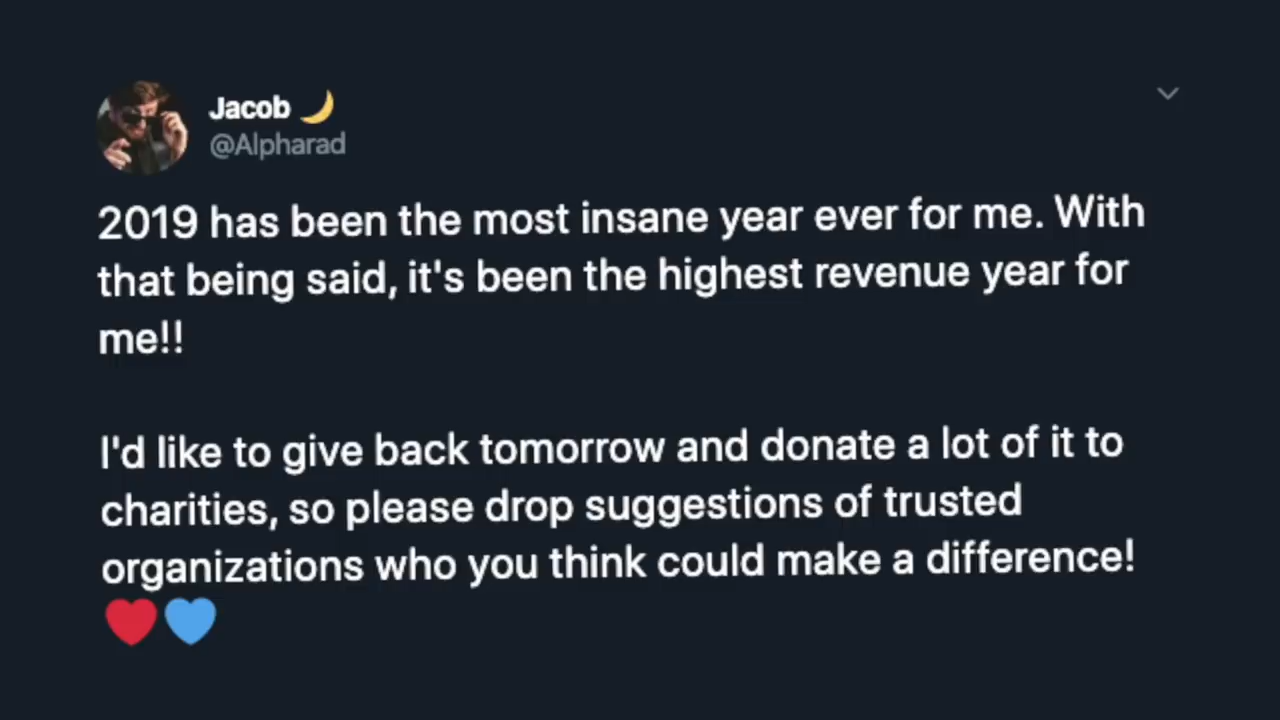 Jacob 🌙
@Alpharad
2019 has been the most insane year ever for me. With
that being said, it's been the highest revenue year for
me!!
I'd like to give back tomorrow and donate a lot of it to
charities, so please drop suggestions of trusted
organizations who you think could make a difference!
❤️💙